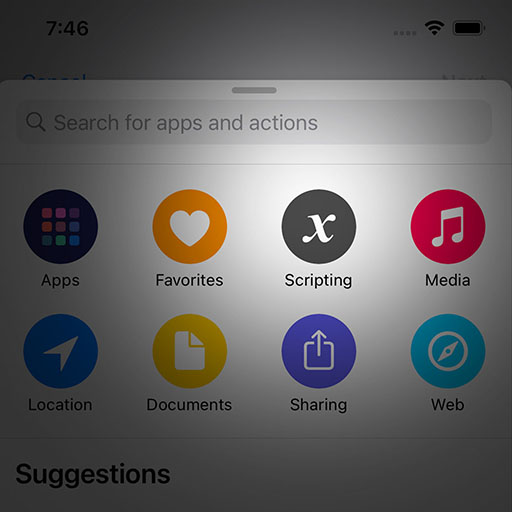 7:46
Cancel Next
Search for apps and actions
Apps Favorites Scripting Media
Location Documents Sharing Web
Suggestions